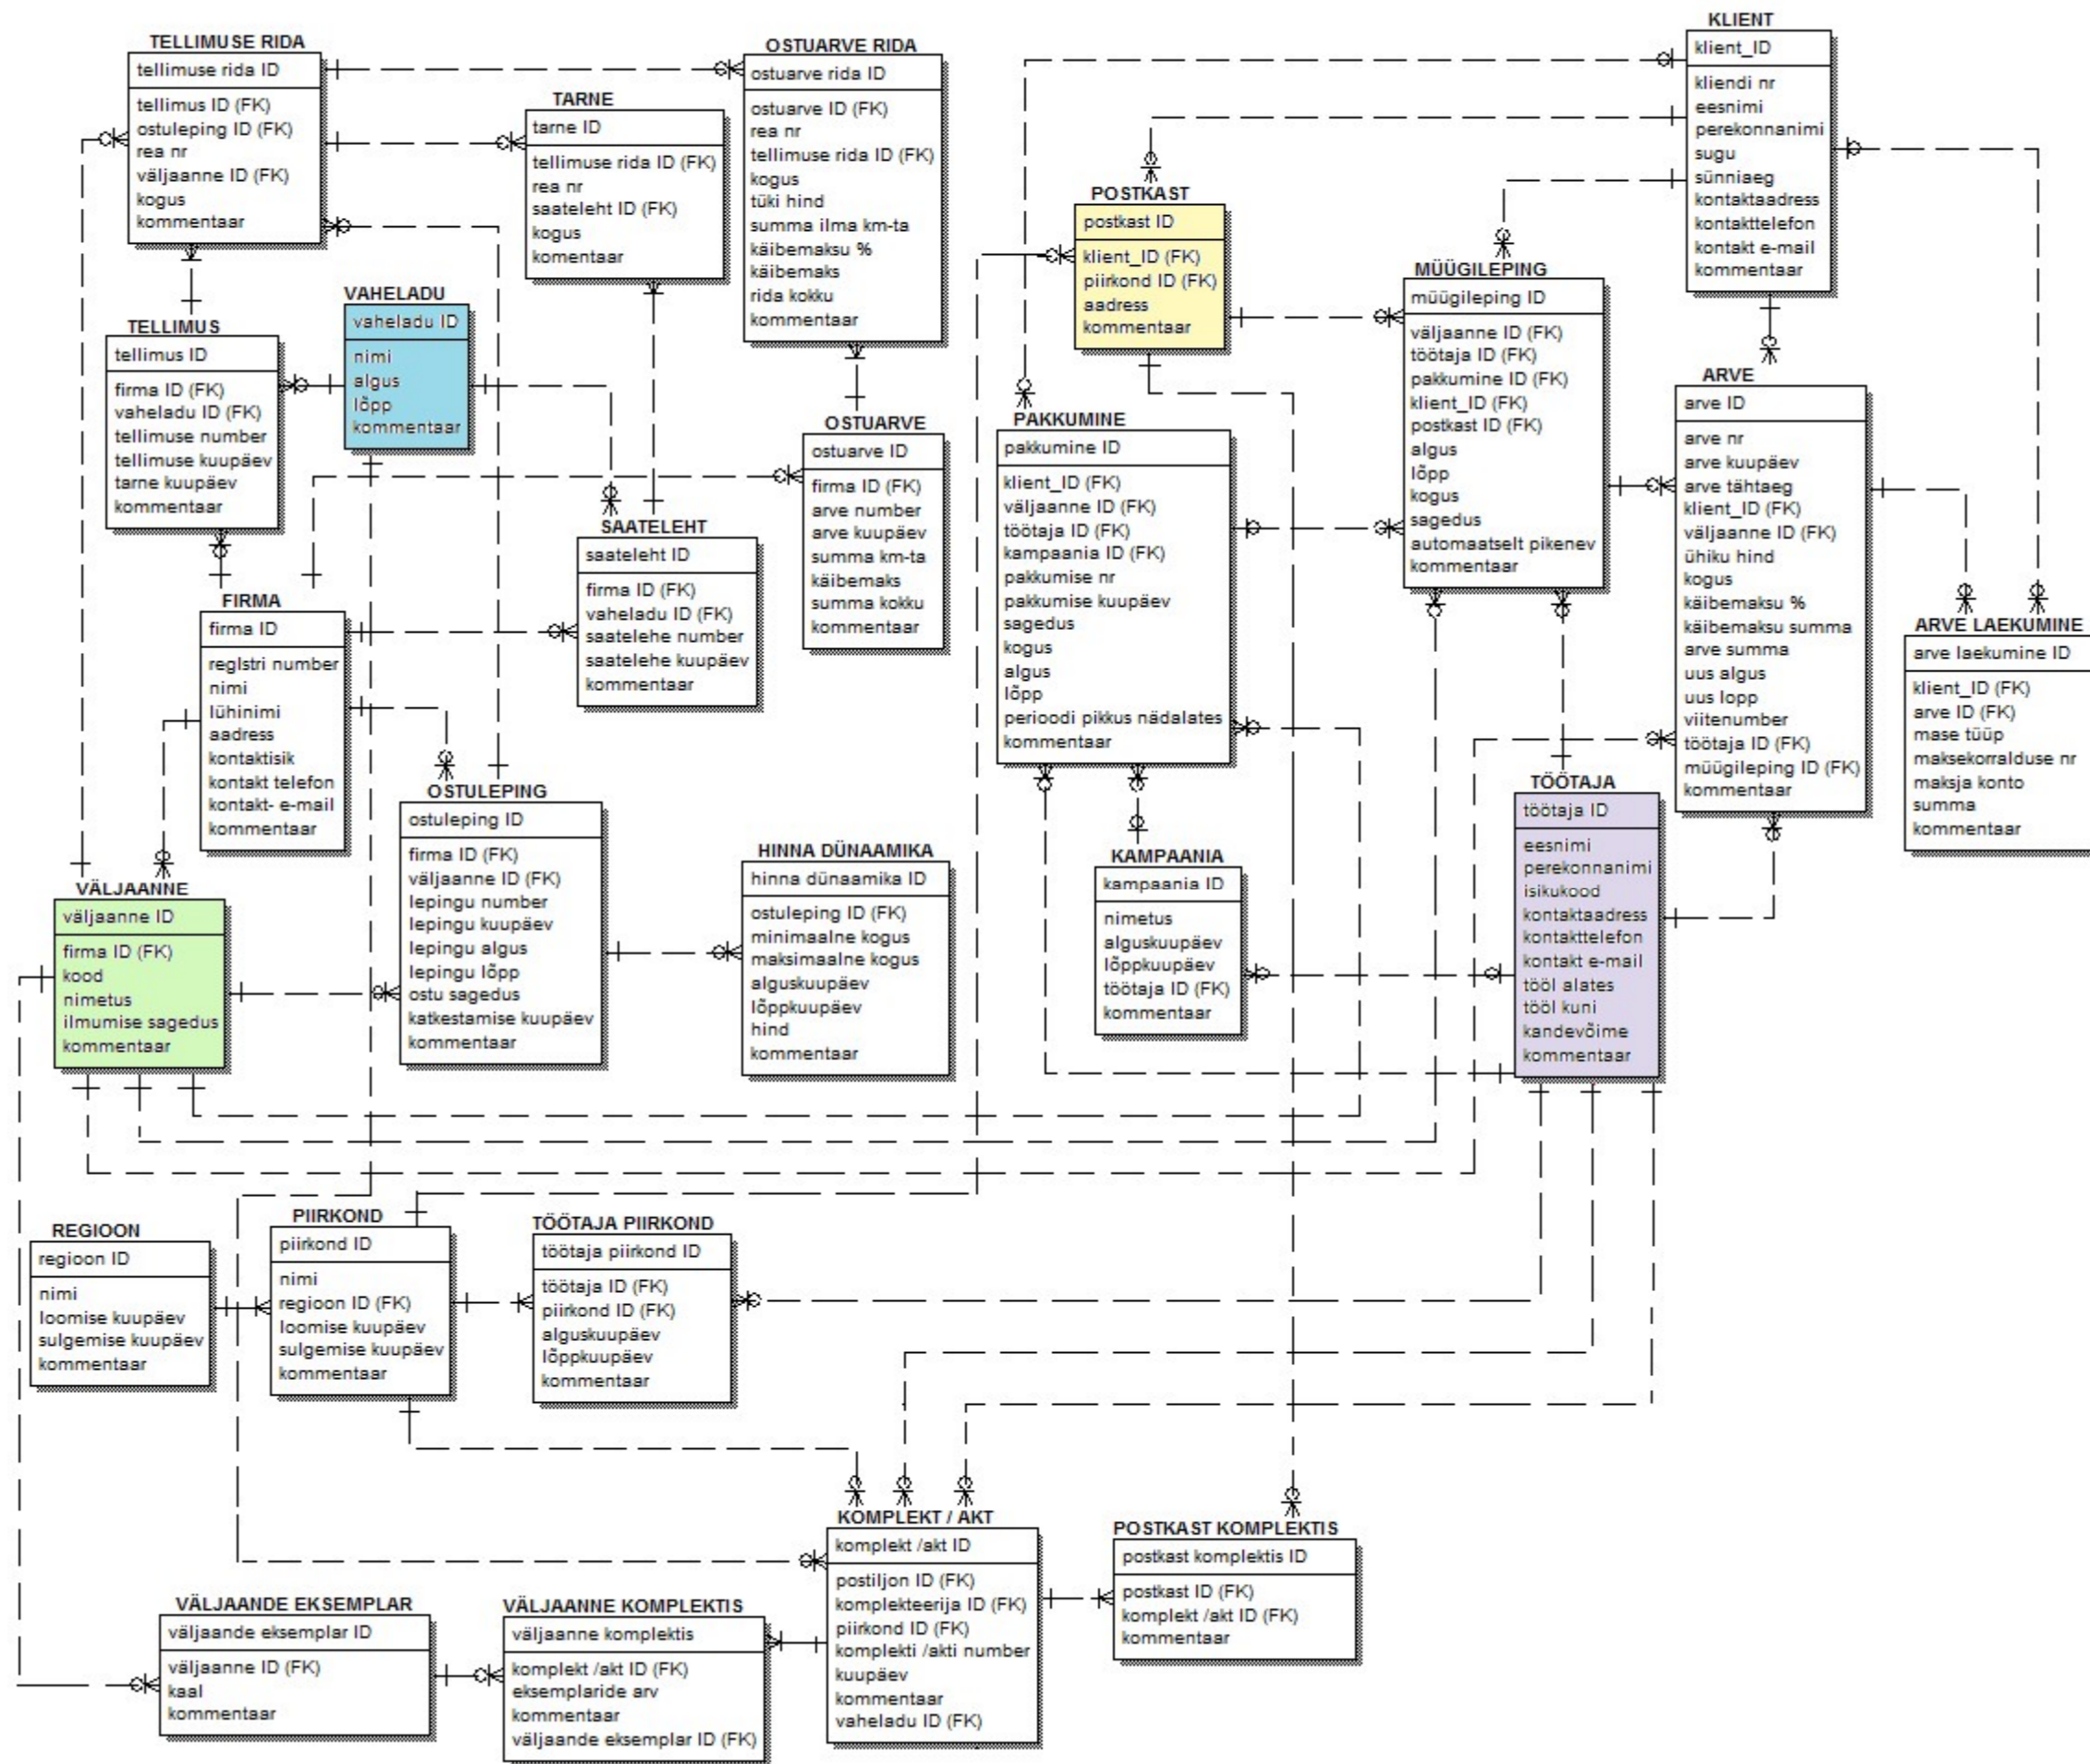 TELLIMUSE RIDA
tellimuse rida ID
tellimus ID (FK)
ostuleping ID (FK)
rea nr
väljaanne ID (FK)
kogus
kommentaar
TARNE
tarne ID
tellimuse rida ID (FK)
rea nr
saateleht ID (FK)
kogus
komentaar
OSTUARVE RIDA
ostuarve rida ID
ostuarve ID (FK)
rea nr
tellimuse rida ID (FK)
kogus
tüki hind
summa ilma km-ta
käibemaksu %
käibemaks
rida kokku
kommentaar
KLIENT
klient_ID
kliendi nr
eesnimi
perekonnanimi
sugu
sünniaeg
kontaktaadress
kontakttelefon
kontakt e-mail
kommentaar
POSTKAST
postkast ID
klient_ID (FK)
piirkond ID (FK)
aadress
kommentaar
MÜÜGILEPING
müügileping ID
väljaanne ID (FK)
töötaja ID (FK)
pakkumine ID (FK)
klient_ID (FK)
postkast ID (FK)
algus
lõpp
kogus
sagedus
automaatselt pikenev
kommentaar
VAHELADU
vaheladu ID
nimi
algus
lõpp
kommentaar
TELLIMUS
tellimus ID
firma ID (FK)
vaheladu ID (FK)
tellimuse number
tellimuse kuupäev
tarne kuupäev
kommentaar
OSTUARVE
ostuarve ID
firma ID (FK)
arve number
arve kuupäev
summa km-ta
käibemaks
summa kokku
kommentaar
PAKKUMINE
pakkumine ID
klient_ID (FK)
väljaanne ID (FK)
töötaja ID (FK)
kampaania ID (FK)
pakkumise nr
pakkumise kuupäev
sagedus
kogus
algus
lõpp
perioodi pikkus nädalates
kommentaar
ARVE
arve ID
arve nr
arve kuupäev
arve tähtaeg
klient_ID (FK)
väljaanne ID (FK)
ühiku hind
kogus
käibemaksu %
käibemaksu summa
arve summa
uus algus
uus lopp
viitenumber
töötaja ID (FK)
müügileping ID (FK)
kommentaar
SAATELEHT
saateleht ID
firma ID (FK)
vaheladu ID (FK)
saatelehe number
saatelehe kuupäev
kommentaar
FIRMA
firma ID
reglstri number
nimi
lühinimi
aadress
kontaktisik
kontakt telefon
kontakt- e-mail
kommentaar
ARVE LAEKUMINE
arve laekumine ID
klient_ID (FK)
arve ID (FK)
mase tüüp
maksekorralduse nr
maksja konto
summa
kommentaar
OSTULEPING
ostuleping ID
firma ID (FK)
väljaanne ID (FK)
lepingu number
lepingu kuupäev
lepingu algus
lepingu lõpp
ostu sagedus
katkestamise kuupäev
kommentaar
HINNA DÜNAAMIKA
hinna dünaamika ID
ostuleping ID (FK)
minimaalne kogus
maksimaalne kogus
alguskuupäev
lõppkuupäev
hind
kommentaar
KAMPAANIA
kampaania ID
nimetus
alguskuupäev
lõppkuupäev
töötaja ID (FK)
kommentaar
TÖÖTAJA
töötaja ID
eesnimi
perekonnanimi
isikukood
kontaktaadress
kontakttelefon
kontakt e-mail
tööl alates
tööl kuni
kandevõime
kommentaar
VÄLJAANNE
väljaanne ID
firma ID (FK)
kood
nimetus
ilmumise sagedus
kommentaar
REGIOON
regioon ID
nimi
loomise kuupäev
sulgemise kuupäev
kommentaar
PIIRKOND
piirkond ID
nimi
regioon ID (FK)
loomise kuupäev
sulgemise kuupäev
kommentaar
TÖÖTAJA PIIRKOND
töötaja piirkond ID
töötaja ID (FK)
piirkond ID (FK)
alguskuupäev
lõppkuupäev
kommentaar
KOMPLEKT / AKT
komplekt /akt ID
postiljon ID (FK)
komplekteerija ID (FK)
piirkond ID (FK)
komplekti /akti number
kuupäev
kommentaar
vaheladu ID (FK)
POSTKAST KOMPLEKTIS
postkast komplektis ID
postkast ID (FK)
komplekt /akt ID (FK)
kommentaar
VÄLJAANDE EKSEMPLAR
väljaande eksemplar ID
väljaanne ID (FK)
kaal
kommentaar
VÄLJAANNE KOMPLEKTIS
väljaanne komplektis
komplekt /akt ID (FK)
eksemplaride arv
kommentaar
väljaande eksemplar ID (FK)